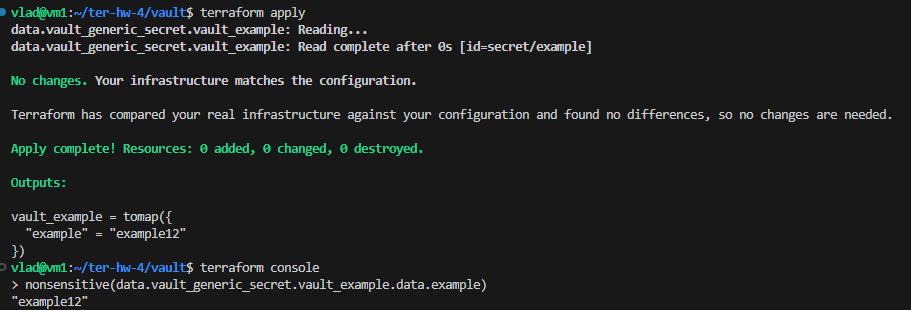 vlad@vm1:~/ter-hw-4/vault$ terraform apply
data.vault_generic_secret.vault_example: Reading...
data.vault_generic_secret.vault_example: Read complete after 0s [id=secret/example]
No changes. Your infrastructure matches the configuration.
Terraform has compared your real infrastructure against your configuration and found no differences, so no changes are needed.
Apply complete! Resources: 0 added, 0 changed, 0 destroyed.
Outputs:
vault_example = tomap({
  "example" = "example12"
})
vlad@vm1:~/ter-hw-4/vault$ terraform console
> nonsensitive(data.vault_generic_secret.vault_example.data.example)
"example12"